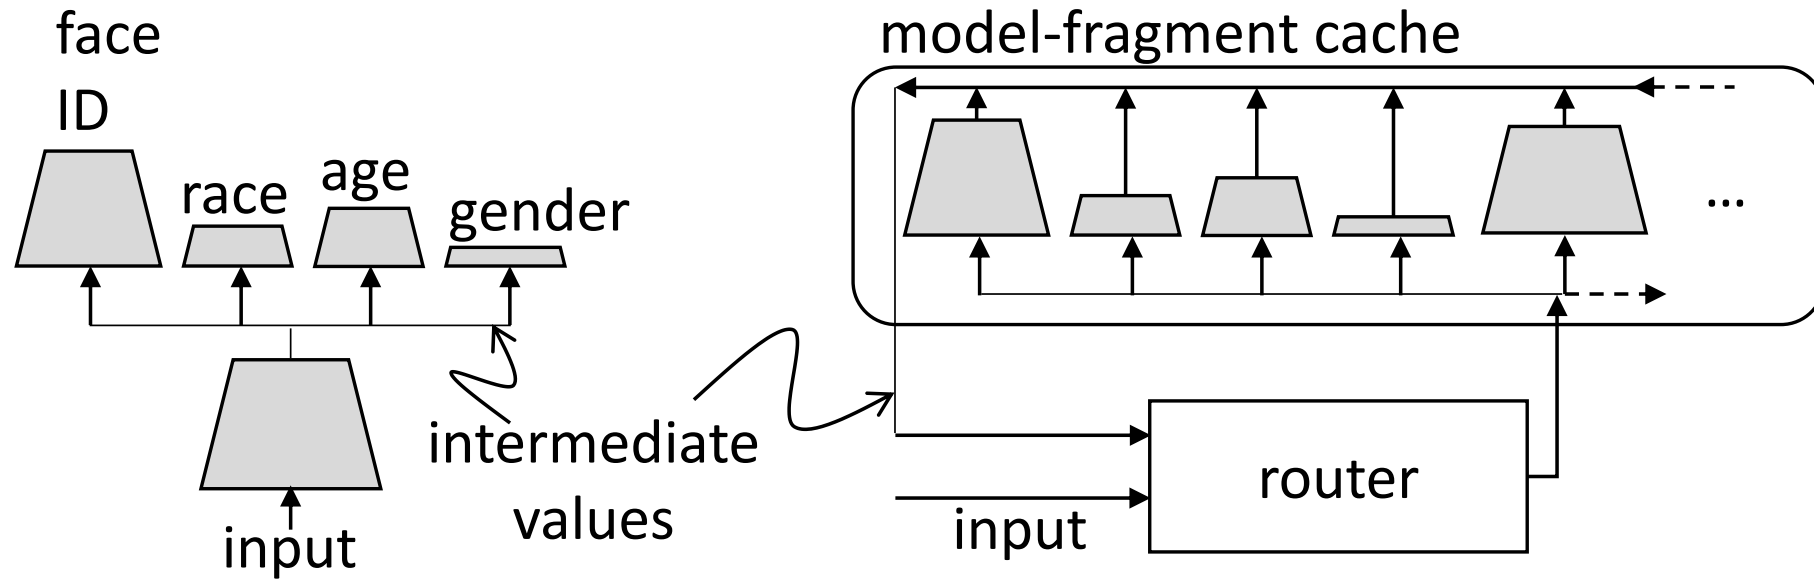 face
ID
race
age
gender
intermediate
values
input
model-fragment cache
...
router
input